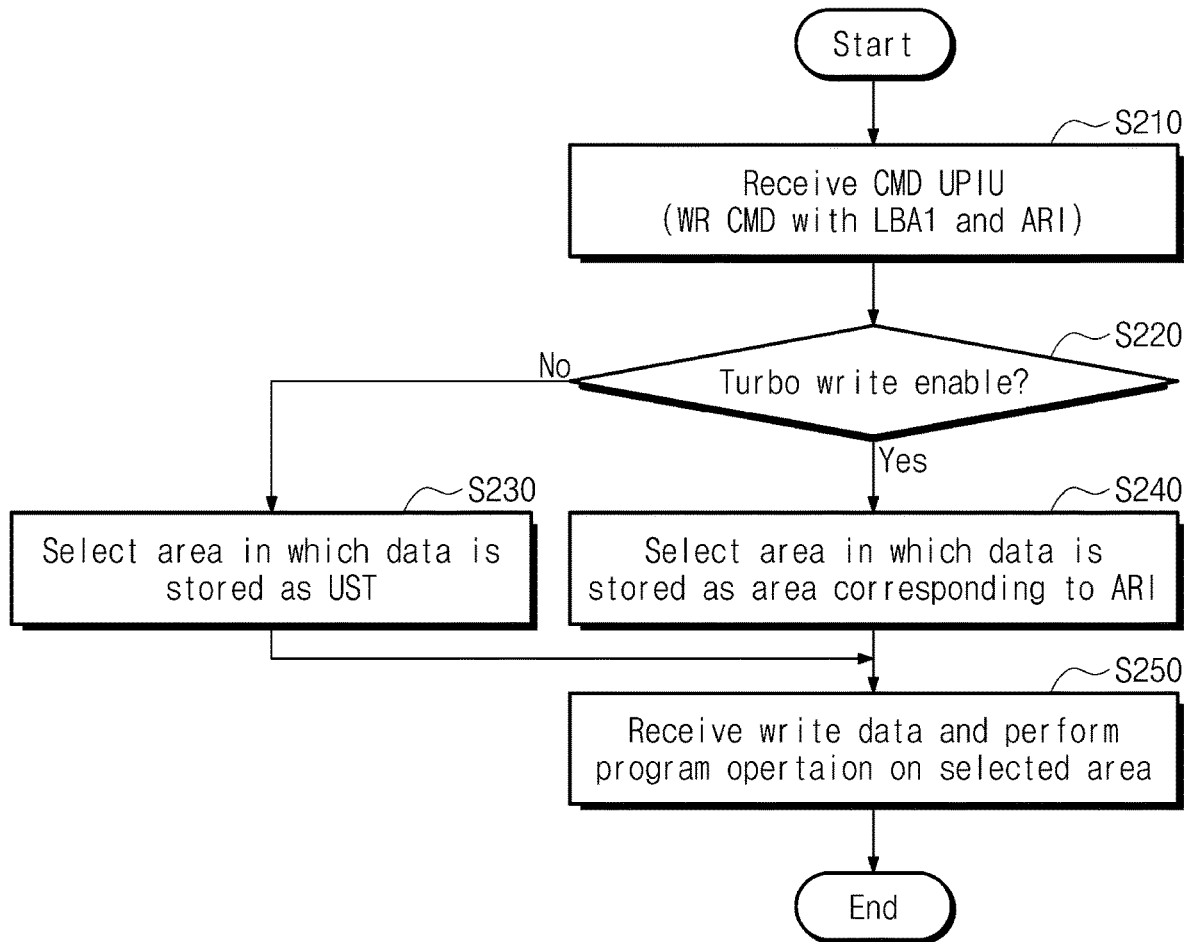 Start
S210
Receive CMD UPIU
(WR CMD with LBA1 and ARI)
S220
Turbo write enable?
No
Yes
S230
Select area in which data is
stored as UST
S240
Select area in which data is
stored as area corresponding to ARI
S250
Receive write data and perform
program opertaion on selected area
End